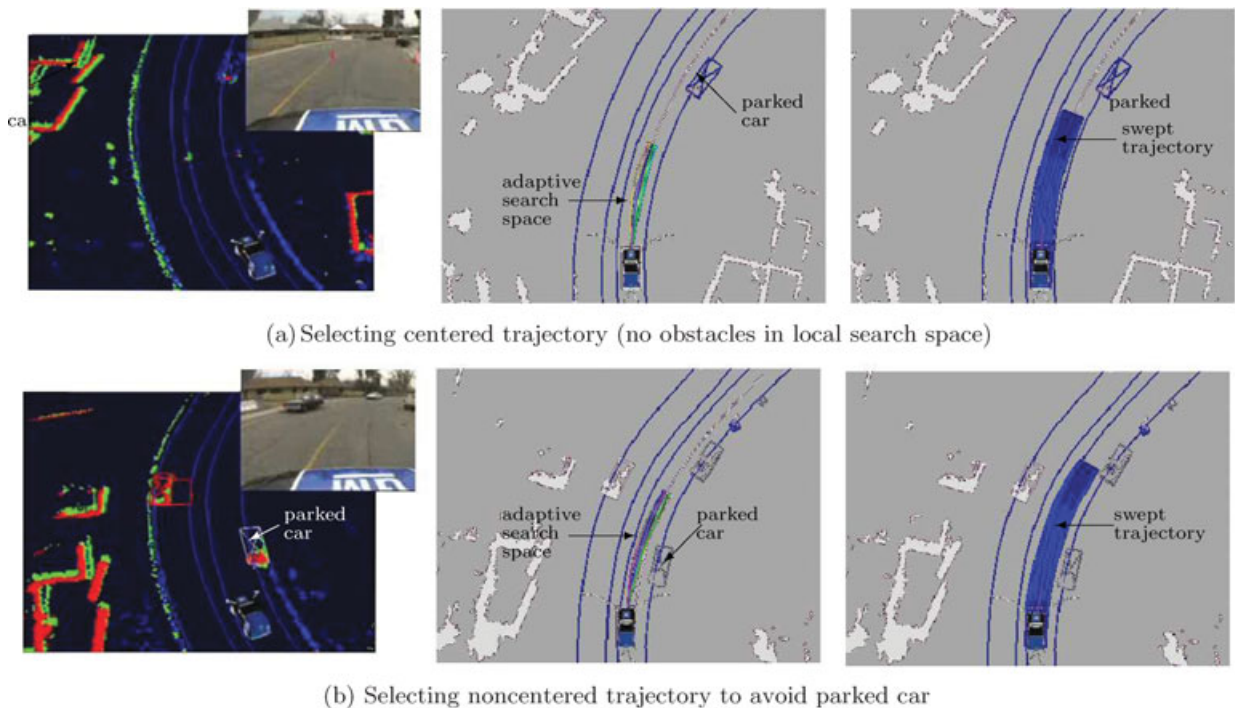 ca
parked
car
adaptive
search
space
parked
swept
trajectory
(a) Selecting centered trajectory (no obstacles in local search space)
parked
car
adaptive
search
space
parked
car
swept
trajectory
(b) Selecting noncentered trajectory to avoid parked car